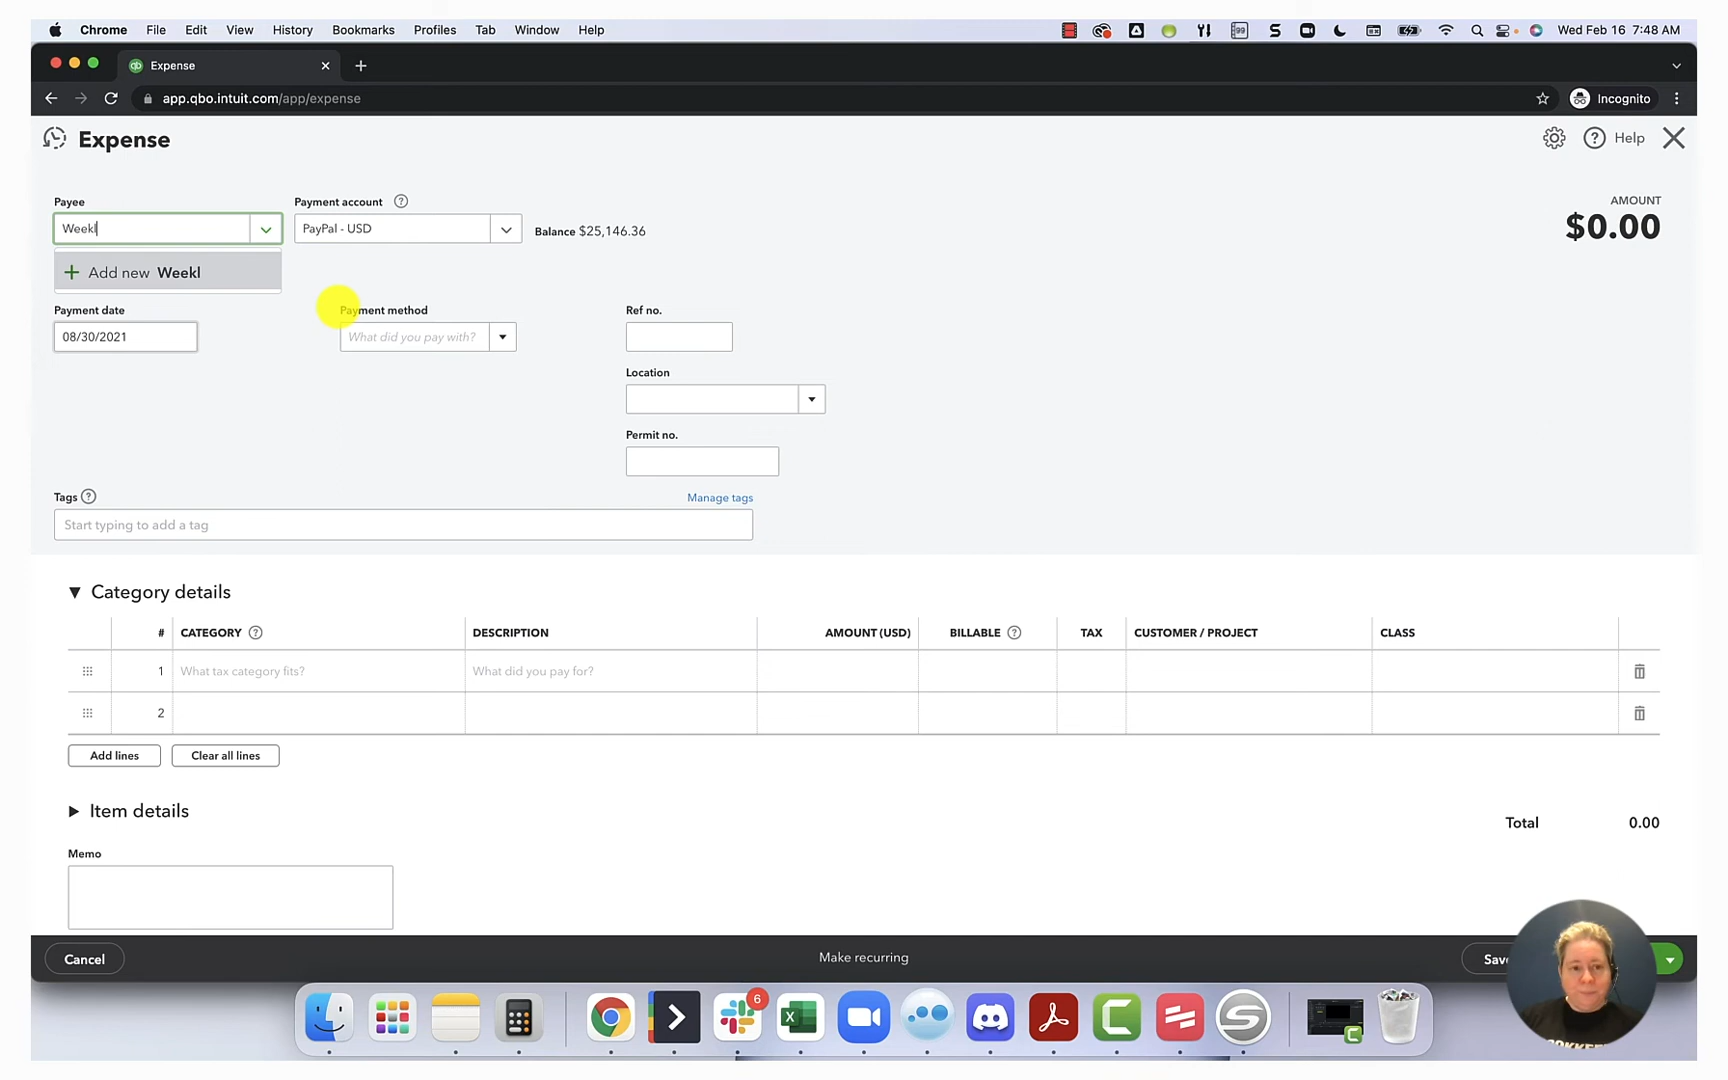 Chrome File Edit View History Bookmarks Profiles Tab Window Help
99
Wed Feb 16 7:48 AM
qb Expense
app.qbo.intuit.com/app/expense
Incognito
Expense
Help
Payee
Payment account
AMOUNT
Weekl
PayPal - USD
Balance $25,146.36
$0.00
+ Add new Weekl
Payment date
Payment method
Ref no.
08/30/2021
What did you pay with?
Location
Permit no.
Tags
Manage tags
Start typing to add a tag
Category details
# CATEGORY DESCRIPTION AMOUNT (USD) BILLABLE TAX CUSTOMER / PROJECT CLASS
1 What tax category fits? What did you pay for?
2
Add lines
Clear all lines
Item details
Total 0.00
Memo
Cancel
Make recurring
Save
6